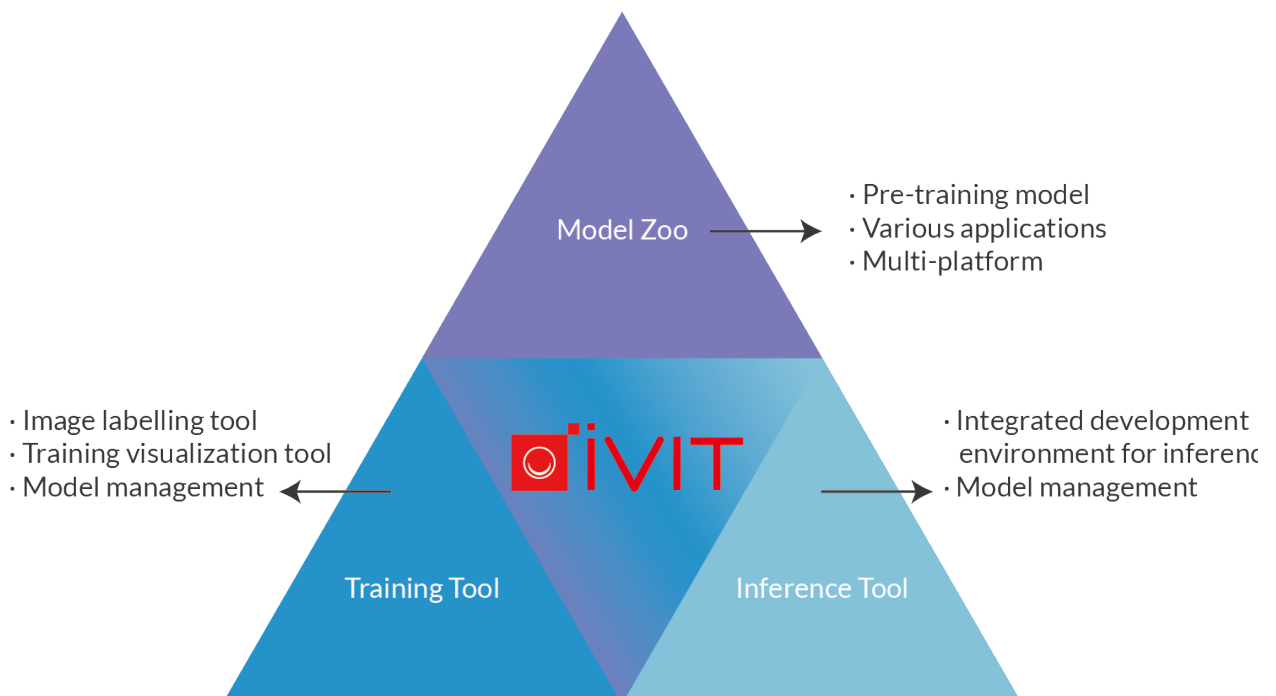 Model Zoo
· Pre-training model
· Various applications
· Multi-platform
· Image labelling tool
· Training visualization tool
· Model management
iVIT
· Integrated development
environment for inferenc
· Model management
Training Tool
Inference Tool